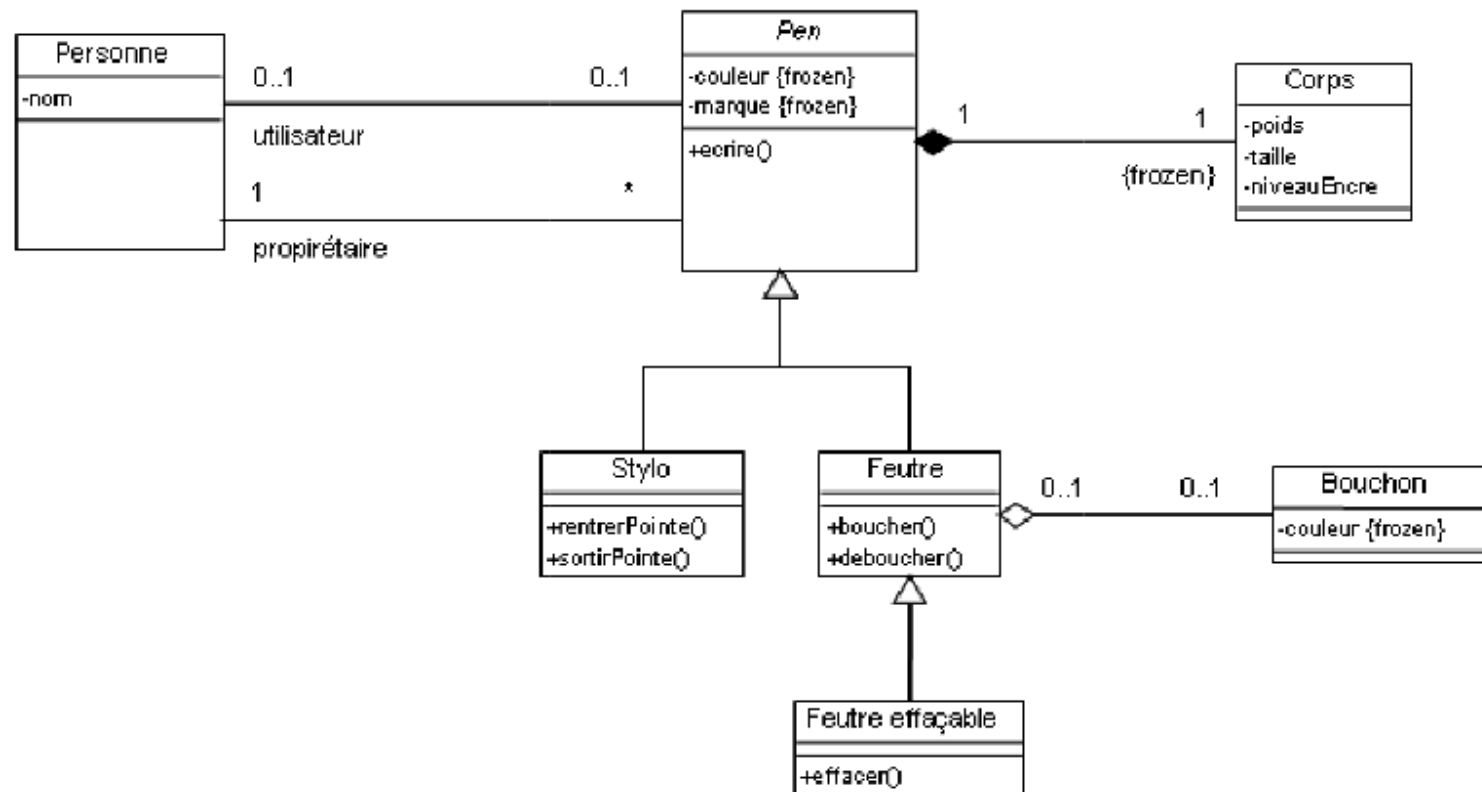 Personne
-nom
0..1
0..1
utilisateur
1
*
propirétaire
Pen
-couleur {frozen}
-marque {frozen}
+ecrire()
1
1
{frozen}
Corps
-poids
-taille
-niveauEncre
Stylo
+rentrerPointe()
+sortirPointe()
Feutre
+boucher()
+deboucher()
0..1
0..1
Bouchon
-couleur {frozen}
Feutre effaçable
+effacer()